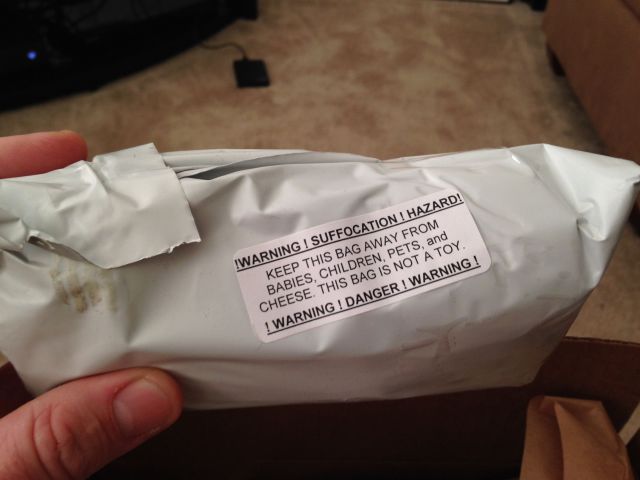 !WARNING ! SUFFOCATION ! HAZARD!
KEEP THIS BAG AWAY FROM
BABIES, CHILDREN, PETS, and
CHEESE. THIS BAG IS NOT A TOY.
! WARNING ! DANGER ! WARNING !